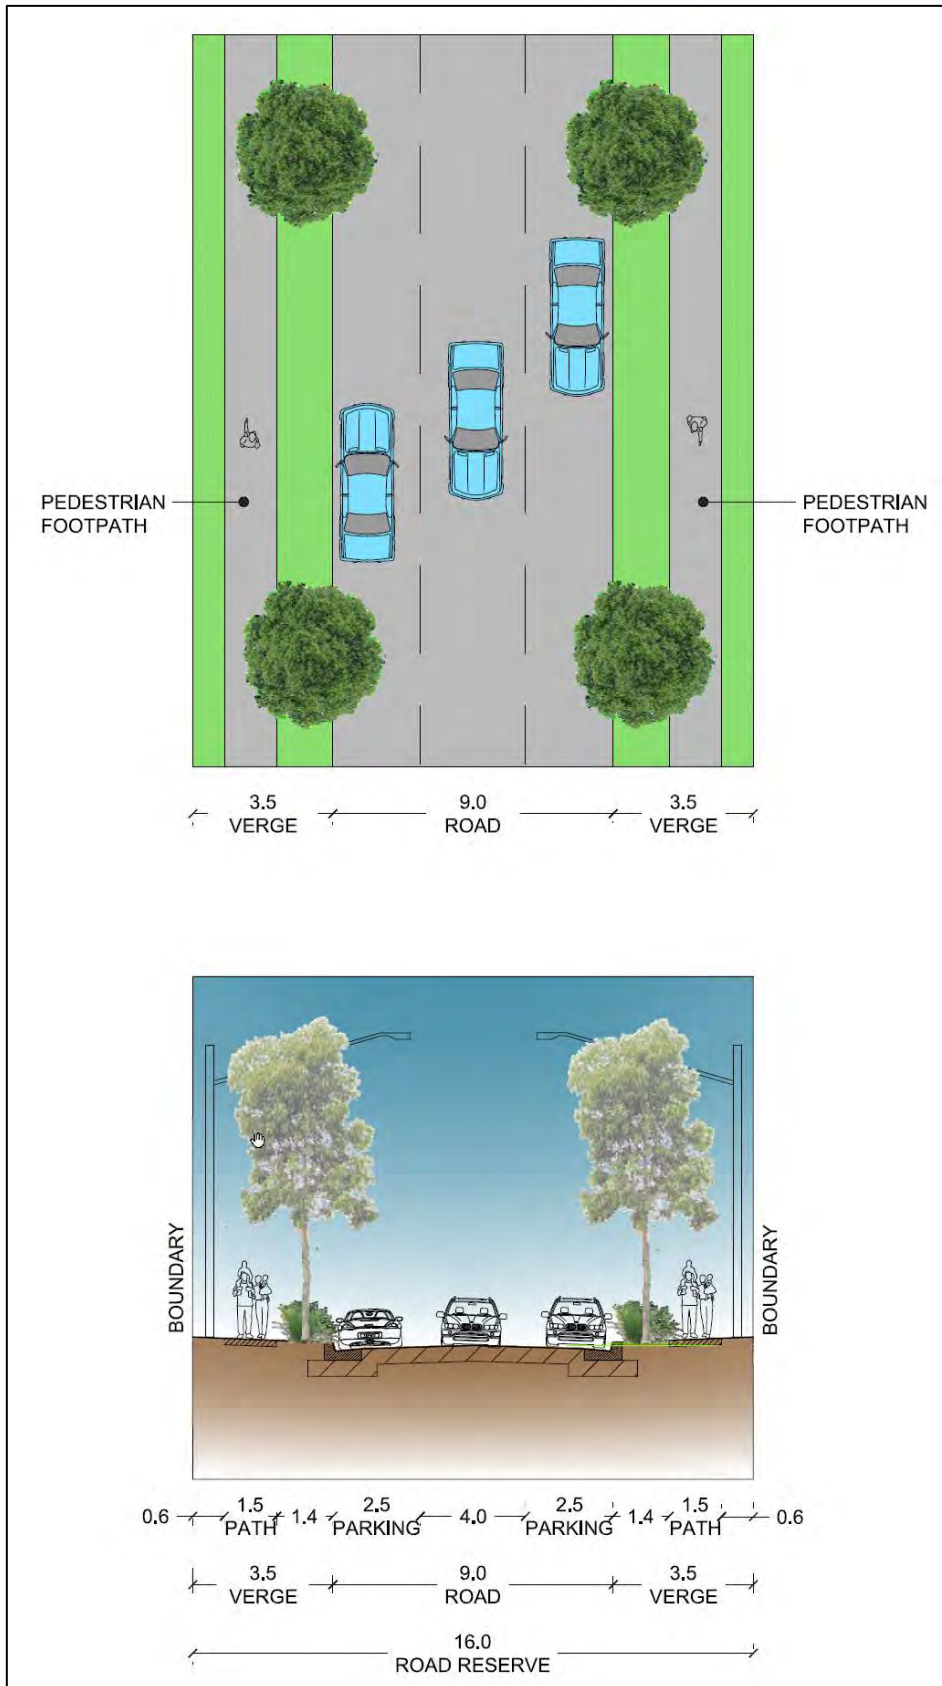 PEDESTRIAN
FOOTPATH
PEDESTRIAN
FOOTPATH
3.5
VERGE
9.0
ROAD
3.5
VERGE
BOUNDARY
BOUNDARY
0.6
1.5
PATH
1.4
2.5
PARKING
4.0
2.5
PARKING
1.4
1.5
PATH
0.6
3.5
VERGE
9.0
ROAD
3.5
VERGE
16.0
ROAD RESERVE